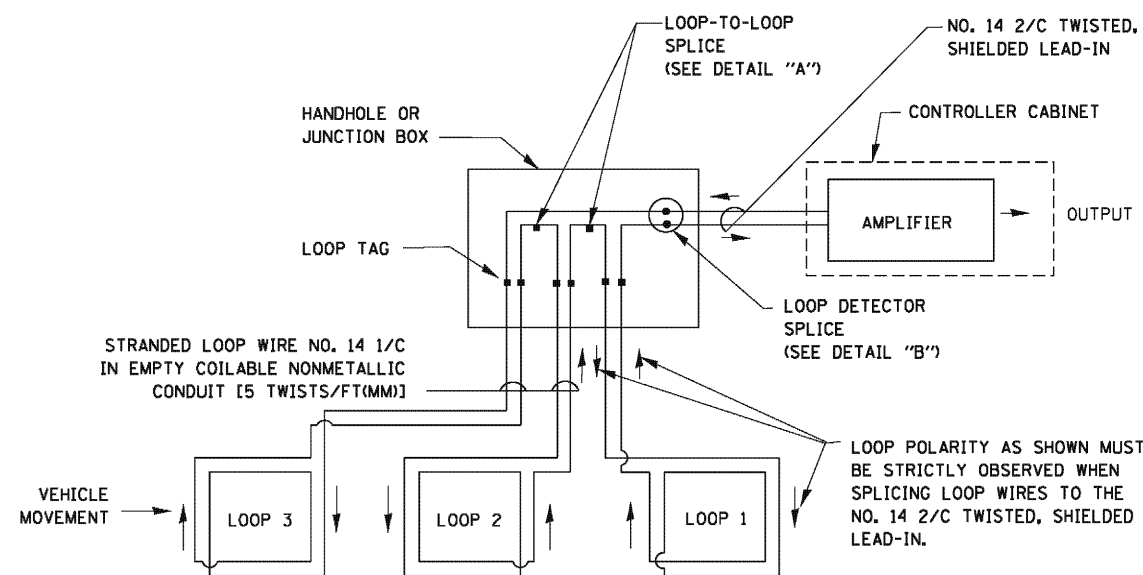 LOOP-TO-LOOP
SPLICE
(SEE DETAIL "A")
NO. 14 2/C TWISTED,
SHIELDED LEAD-IN
HANDHOLE OR
JUNCTION BOX
CONTROLLER CABINET
AMPLIFIER
OUTPUT
LOOP TAG
LOOP DETECTOR
SPLICE
(SEE DETAIL "B")
STRANDED LOOP WIRE NO. 14 1/C
IN EMPTY COILABLE NONMETALLIC
CONDUIT [5 TWISTS/FT(MM)]
LOOP POLARITY AS SHOWN MUST
BE STRICTLY OBSERVED WHEN
SPLICING LOOP WIRES TO THE
NO. 14 2/C TWISTED, SHIELDED
LEAD-IN.
VEHICLE
MOVEMENT
LOOP 3
LOOP 2
LOOP 1